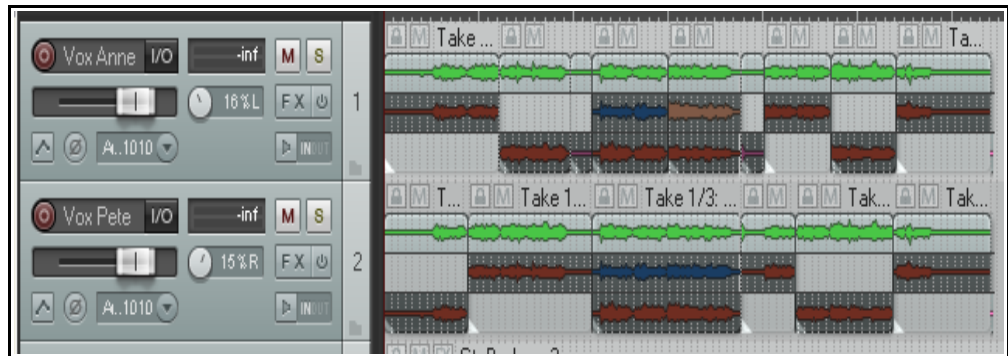 M Take ... M M M M M Ta...
Vox Anne I/O -inf M S
16%L FX 1
A..1010 IN OUT
M T... M Take 1... M Take 1/3: ... M M Tak... M Tak...
Vox Pete I/O -inf M S
15%R FX 2
A..1010 IN OUT